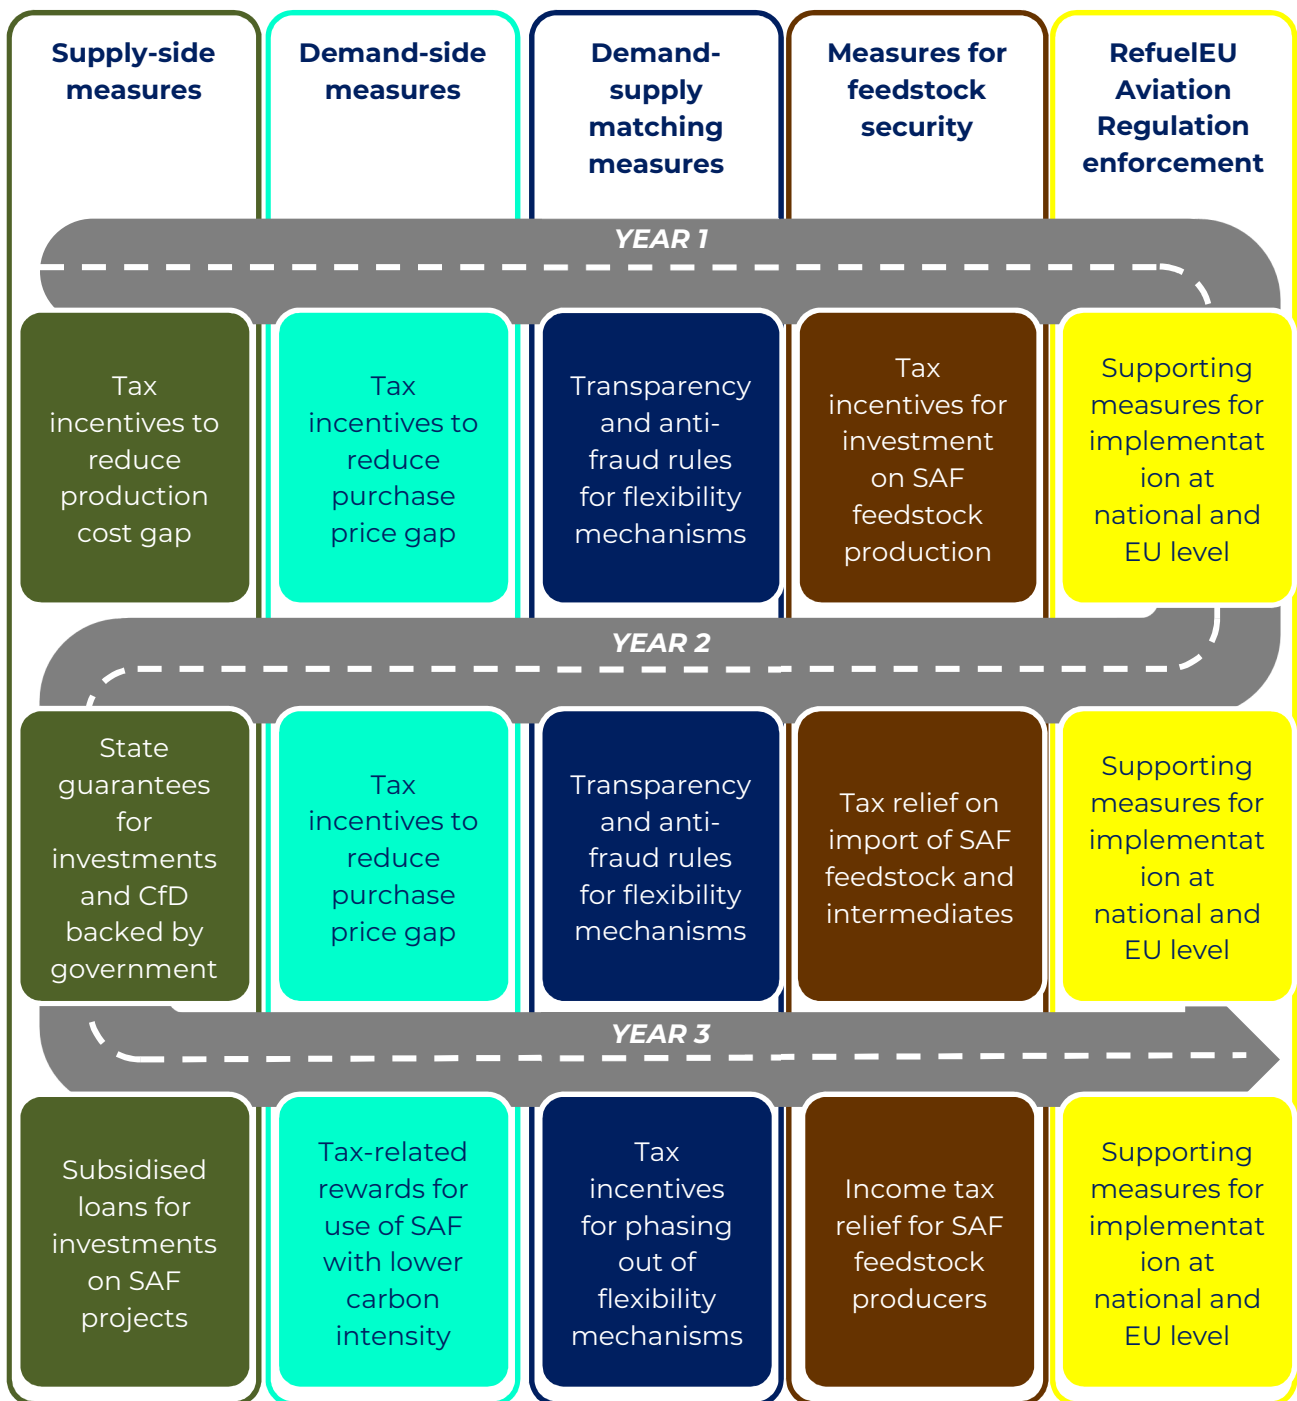 Supply-side
measures
Demand-side
measures
Demand-
supply
matching
measures
Measures for
feedstock
security
RefuelEU
Aviation
Regulation
enforcement
YEAR 1
Tax
incentives to
reduce
production
cost gap
Tax
incentives to
reduce
purchase
price gap
Transparency
and anti-
fraud rules
for flexibility
mechanisms
Tax
incentives for
investment
on SAF
feedstock
production
Supporting
measures for
implementat
ion at
national and
EU level
YEAR 2
State
guarantees
for
investments
and CfD
backed by
government
Tax
incentives to
reduce
purchase
price gap
Transparency
and anti-
fraud rules
for flexibility
mechanisms
Tax relief on
import of SAF
feedstock and
intermediates
Supporting
measures for
implementat
ion at
national and
EU level
YEAR 3
Subsidised
loans for
investments
on SAF
projects
Tax-related
rewards for
use of SAF
with lower
carbon
intensity
Tax
incentives
for phasing
out of
flexibility
mechanisms
Income tax
relief for SAF
feedstock
producers
Supporting
measures for
implementat
ion at
national and
EU level